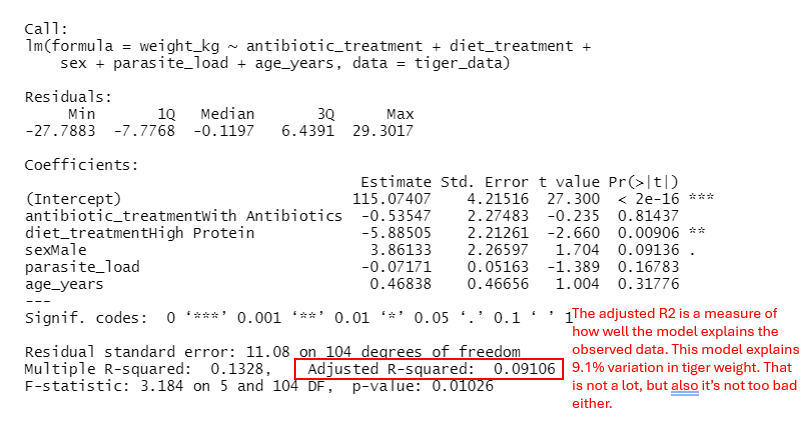 Call:
lm(formula = weight_kg ~ antibiotic_treatment + diet_treatment +
    sex + parasite_load + age_years, data = tiger_data)
Residuals:
     Min       1Q   Median       3Q      Max
-27.7883  -7.7768  -0.1197   6.4391  29.3017
Coefficients:
                                      Estimate Std. Error t value Pr(>|t|)
(Intercept)                          115.07407    4.21516  27.300  < 2e-16 ***
antibiotic_treatmentWith Antibiotics  -0.53547    2.27483  -0.235  0.81437
diet_treatmentHigh Protein            -5.88505    2.21261  -2.660  0.00906 **
sexMale                                3.86133    2.26597   1.704  0.09136 .
parasite_load                         -0.07171    0.05163  -1.389  0.16783
age_years                              0.46838    0.46656   1.004  0.31776
---
Signif. codes:  0 ‘***’ 0.001 ‘**’ 0.01 ‘*’ 0.05 ‘.’ 0.1 ‘ ’ 1
Residual standard error: 11.08 on 104 degrees of freedom
Multiple R-squared:  0.1328,    Adjusted R-squared:  0.09106
F-statistic: 3.184 on 5 and 104 DF,  p-value: 0.01026
The adjusted R2 is a measure of
how well the model explains the
observed data. This model explains
9.1% variation in tiger weight. That
is not a lot, but also it’s not too bad
either.